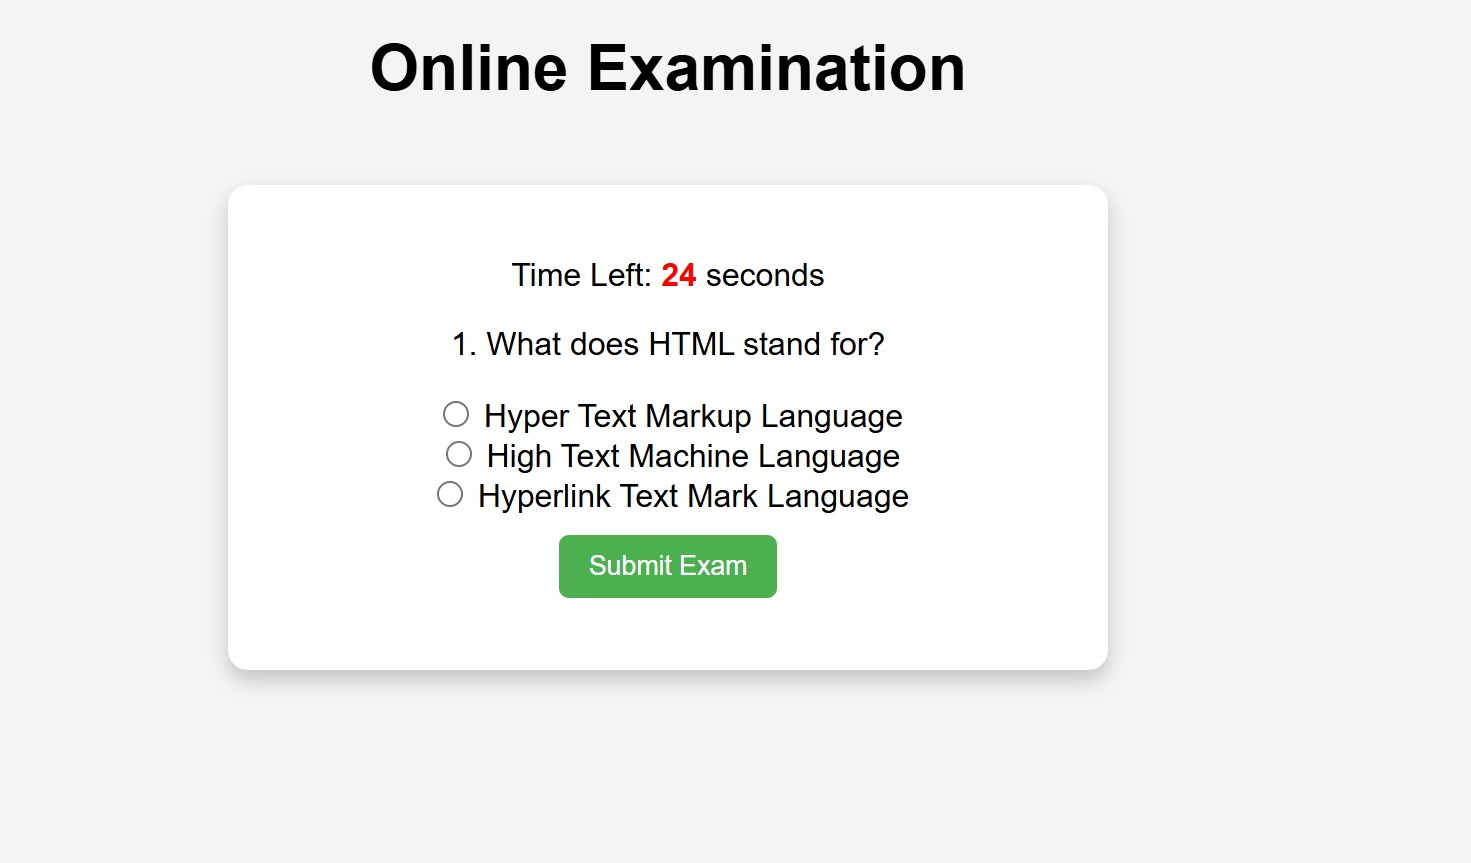 Online Examination
Time Left: 24 seconds
1. What does HTML stand for?
Hyper Text Markup Language
High Text Machine Language
Hyperlink Text Mark Language
Submit Exam